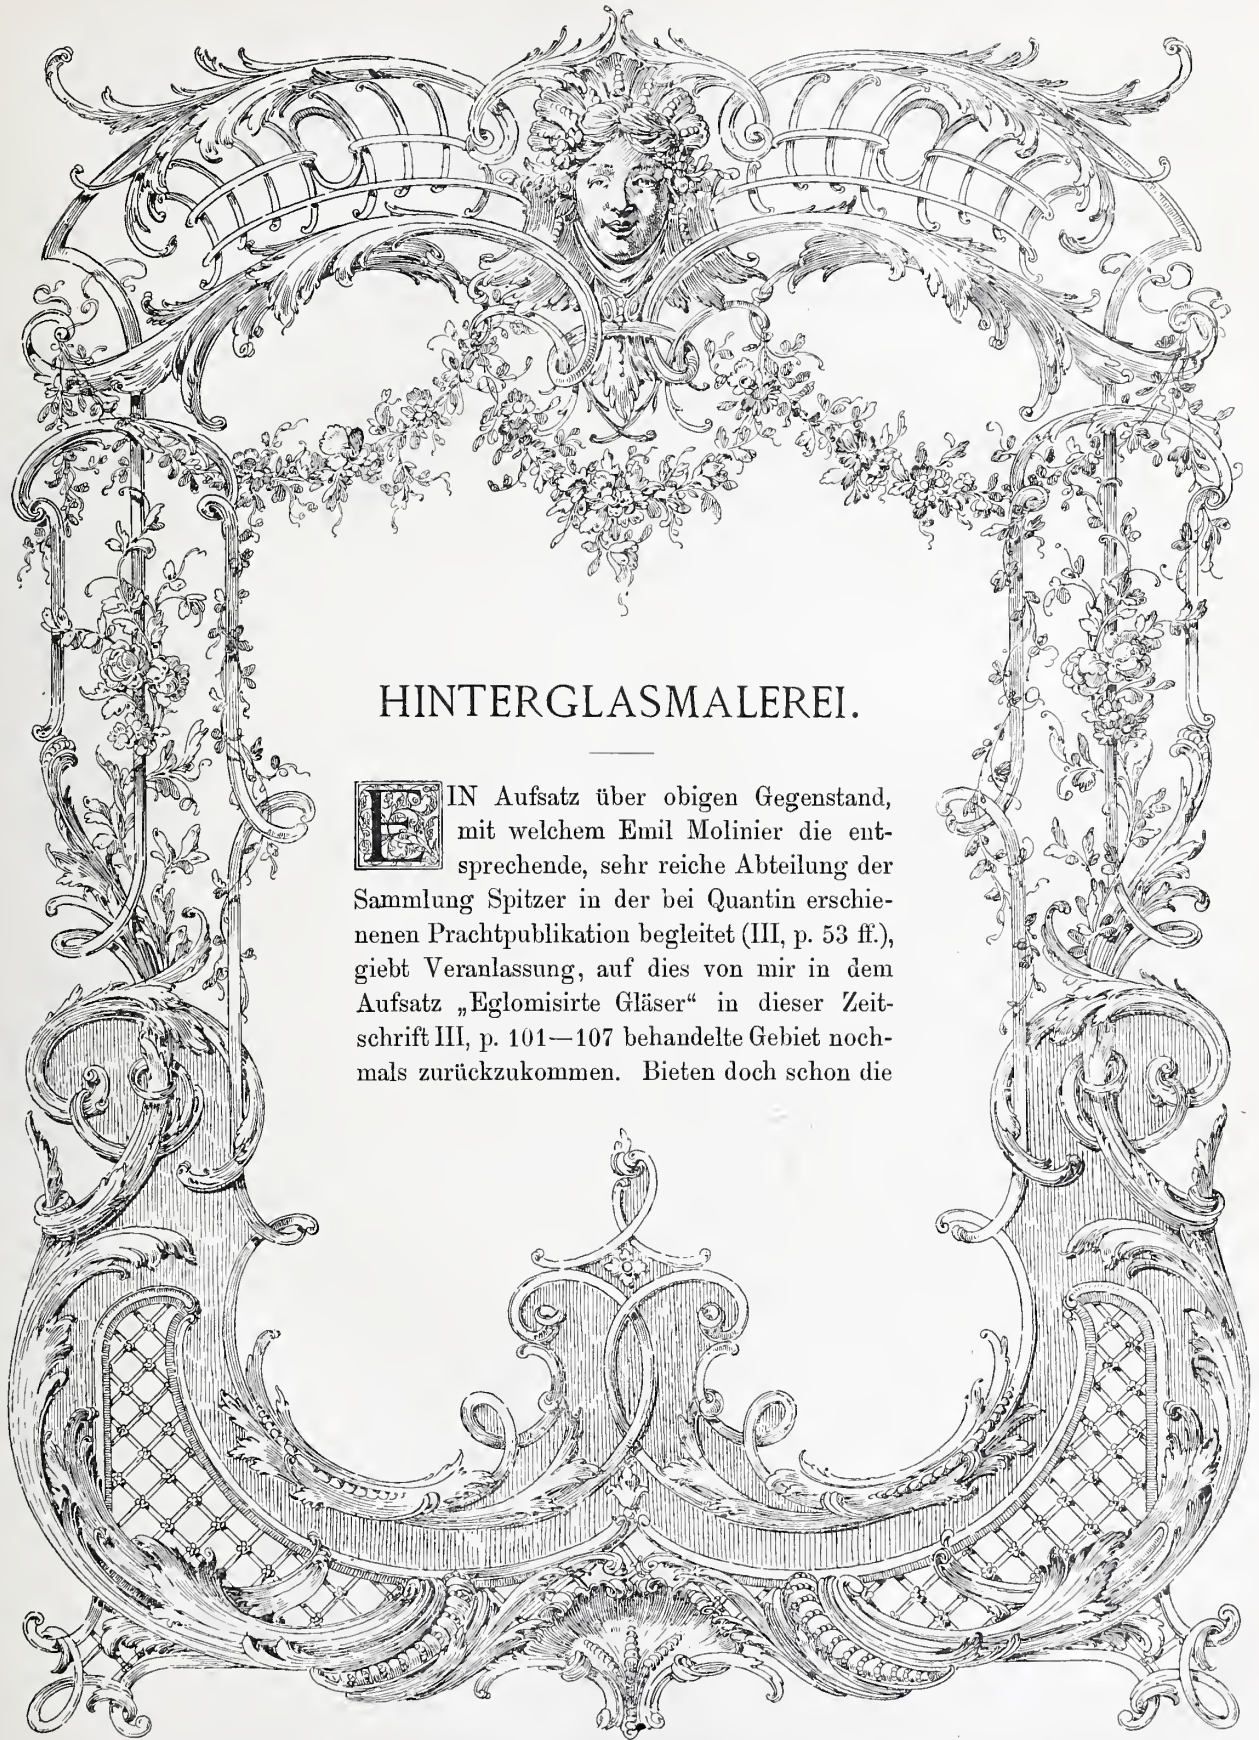 HINTERGLASMALEREI.
EIN Aufsatz über obigen Gegenstand,
mit welchem Emil Molinier die ent-
sprechende, sehr reiche Abteilung der
Sammlung Spitzer in der bei Quantin erschie-
nenen Prachtpublikation begleitet (III, p. 53 ff.),
giebt Veranlassung, auf dies von mir in dem
Aufsatz „Eglomisirte Gläser“ in dieser Zeit-
schrift III, p. 101—107 behandelte Gebiet noch-
mals zurückzukommen. Bieten doch schon die